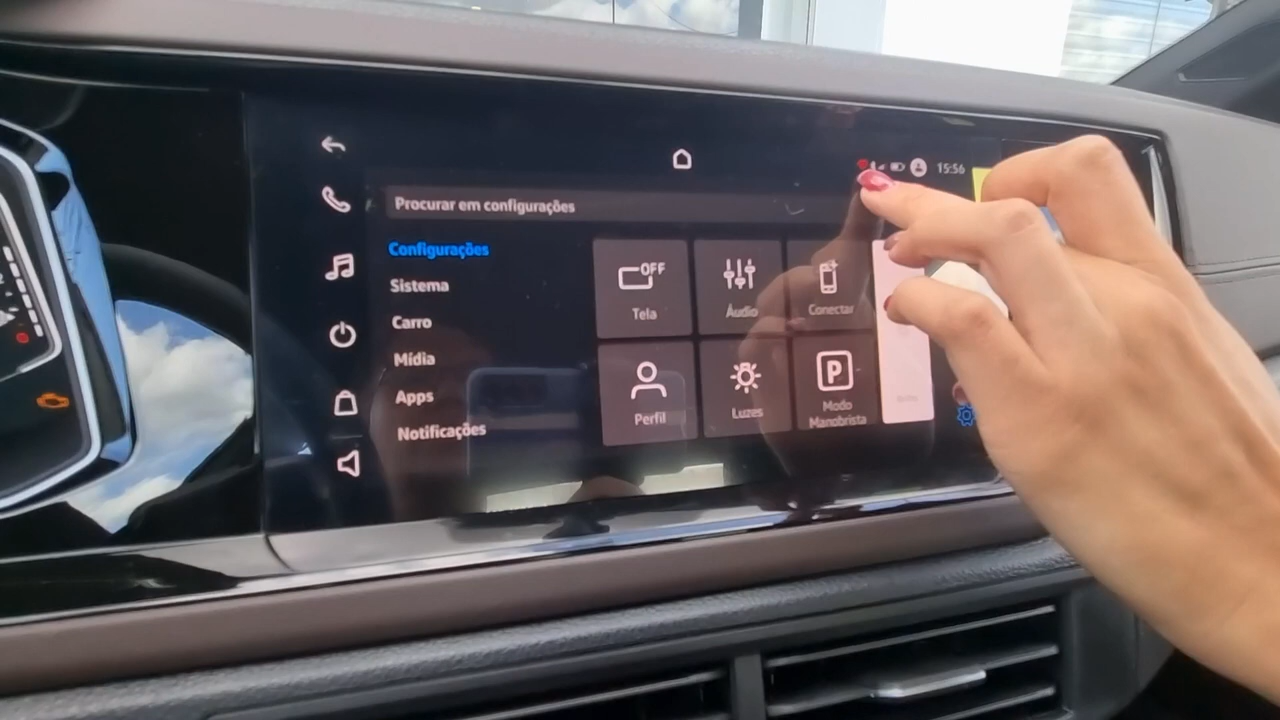 15:56
Procurar em configurações
Configurações
Sistema
Carro
Mídia
Apps
Notificações
OFF
Tela
Áudio
Conectar
Perfil
Luzes
P
Modo
Manobrista